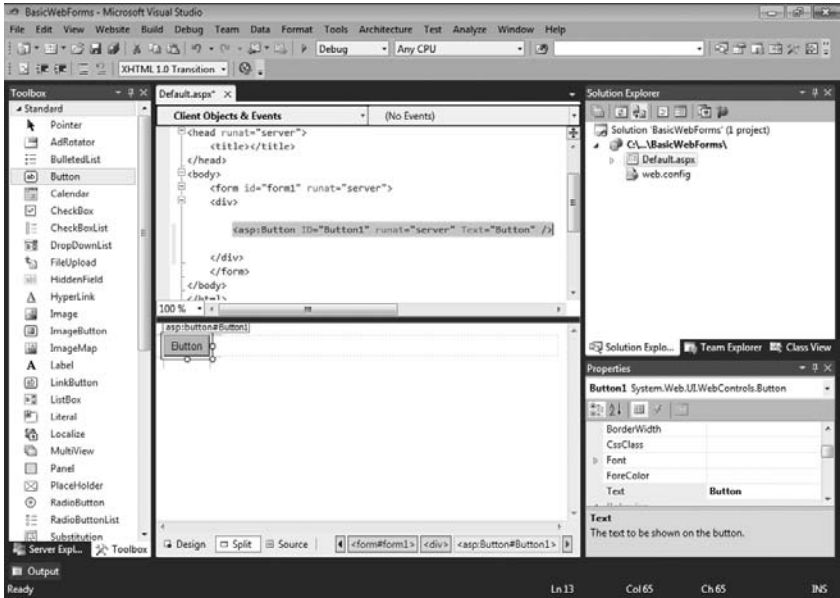 BasicWebForms - Microsoft Visual Studio
File Edit View Website Build Debug Team Data Format Tools Architecture Test Analyze Window Help
Debug Any CPU
XHTML 1.0 Transition
Toolbox
Standard
Pointer
AdRotator
BulletedList
Button
Calendar
CheckBox
CheckBoxList
DropDownList
FileUpload
HiddenField
HyperLink
Image
ImageButton
ImageMap
Label
LinkButton
ListBox
Literal
Localize
MultiView
Panel
PlaceHolder
RadioButton
RadioButtonList
Substitution
Server Expl... Toolbox
Default.aspx*
Client Objects & Events (No Events)
<head runat="server">
<title></title>
</head>
<body>
<form id="form1" runat="server">
<div>
<asp:Button ID="Button1" runat="server" Text="Button" />
</div>
</form>
</body>
</html>
100 %
asp:button#Button1
Button
Design Split Source <form#form1> <div> <asp:Button#Button1>
Solution Explorer
Solution 'BasicWebForms' (1 project)
C:\...\BasicWebForms\
Default.aspx
web.config
Solution Explo... Team Explorer Class View
Properties
Button1 System.Web.UI.WebControls.Button
BorderWidth
CssClass
Font
ForeColor
Text Button
Text
The text to be shown on the button.
Output
Ready Ln 13 Col 65 Ch 65 INS